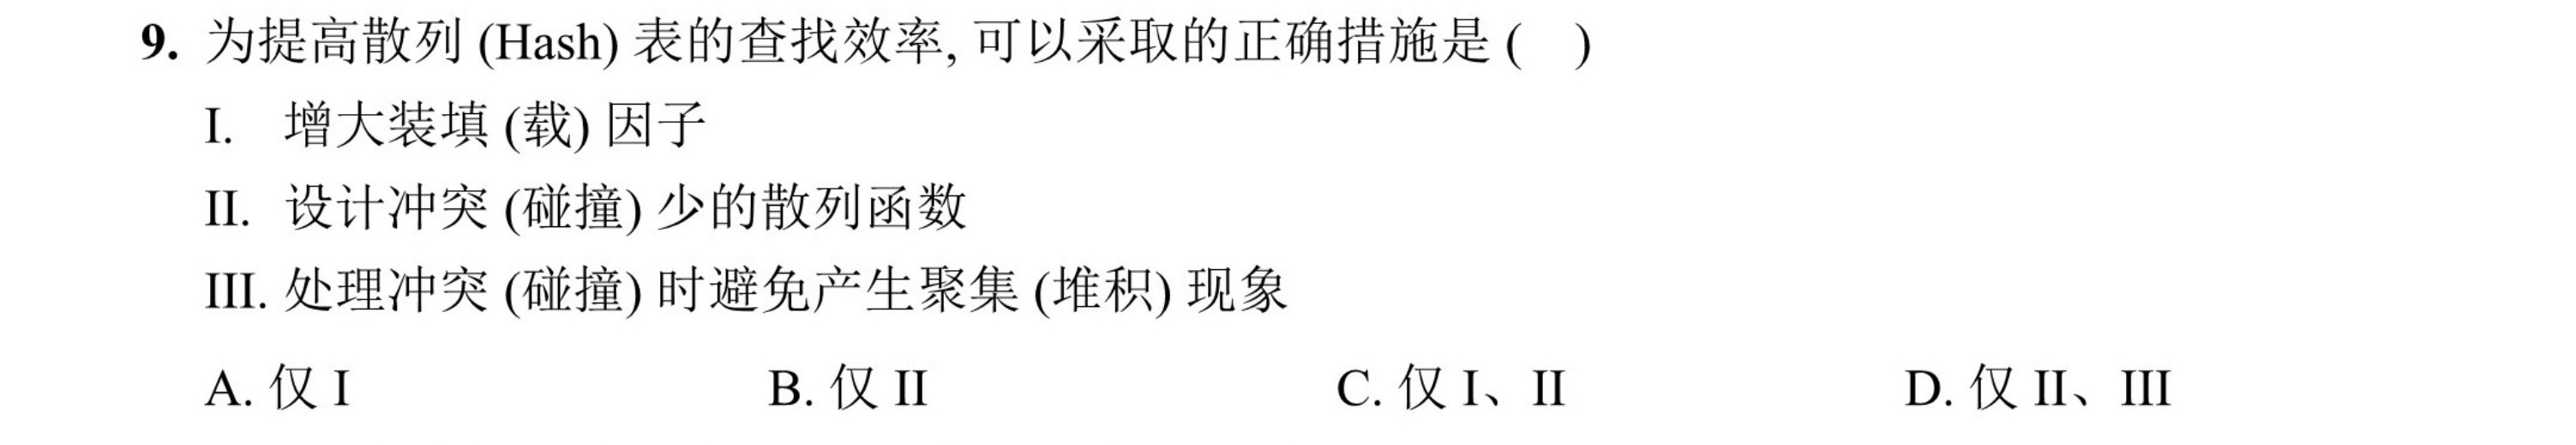 9. 为提高散列 (Hash) 表的查找效率, 可以采取的正确措施是 ( )
I. 增大装填 (载) 因子
II. 设计冲突 (碰撞) 少的散列函数
III. 处理冲突 (碰撞) 时避免产生聚集 (堆积) 现象
A. 仅 I B. 仅 II C. 仅 I、II D. 仅 II、III